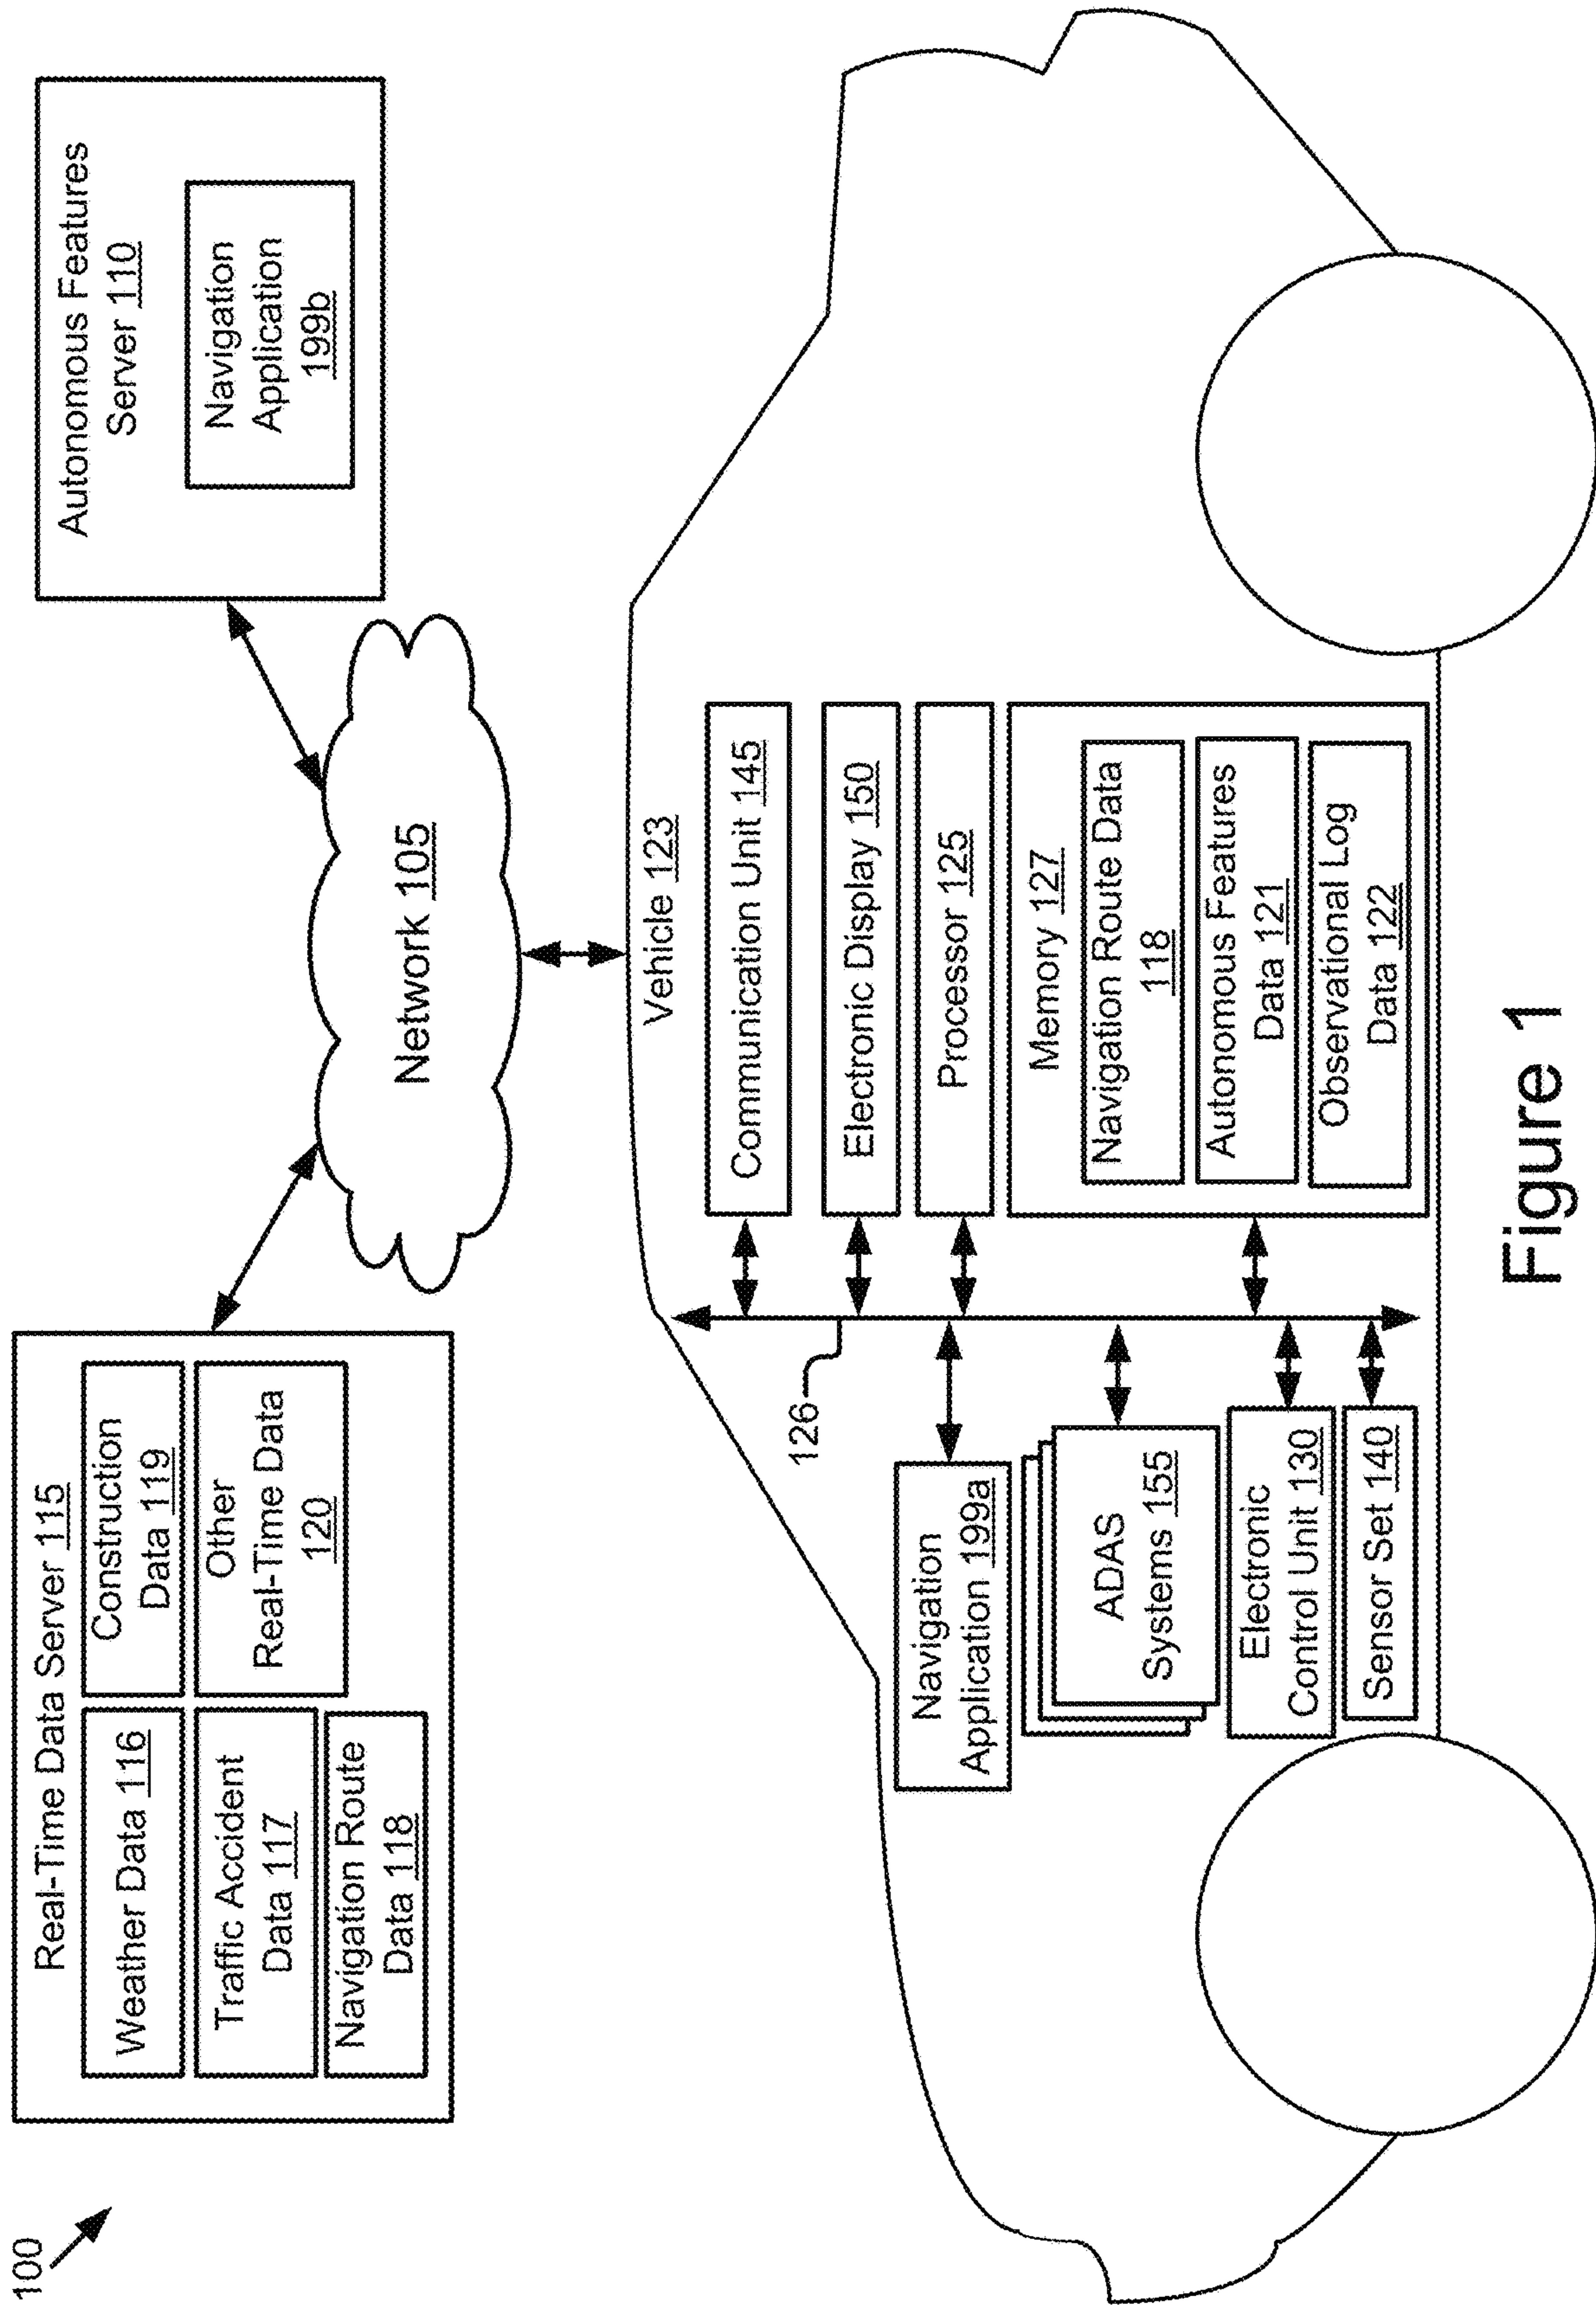 100
Real-Time Data Server 115
Weather Data 116
Construction
Data 119
Traffic Accident
Data 117
Other
Real-Time Data
120
Navigation Route
Data 118
Autonomous Features
Server 110
Navigation
Application
199b
Network 105
Vehicle 123
126
Navigation
Application 199a
ADAS
Systems 155
Electronic
Control Unit 130
Sensor Set 140
Communication Unit 145
Electronic Display 150
Processor 125
Memory 127
Navigation Route Data
118
Autonomous Features
Data 121
Observational Log
Data 122
Figure 1